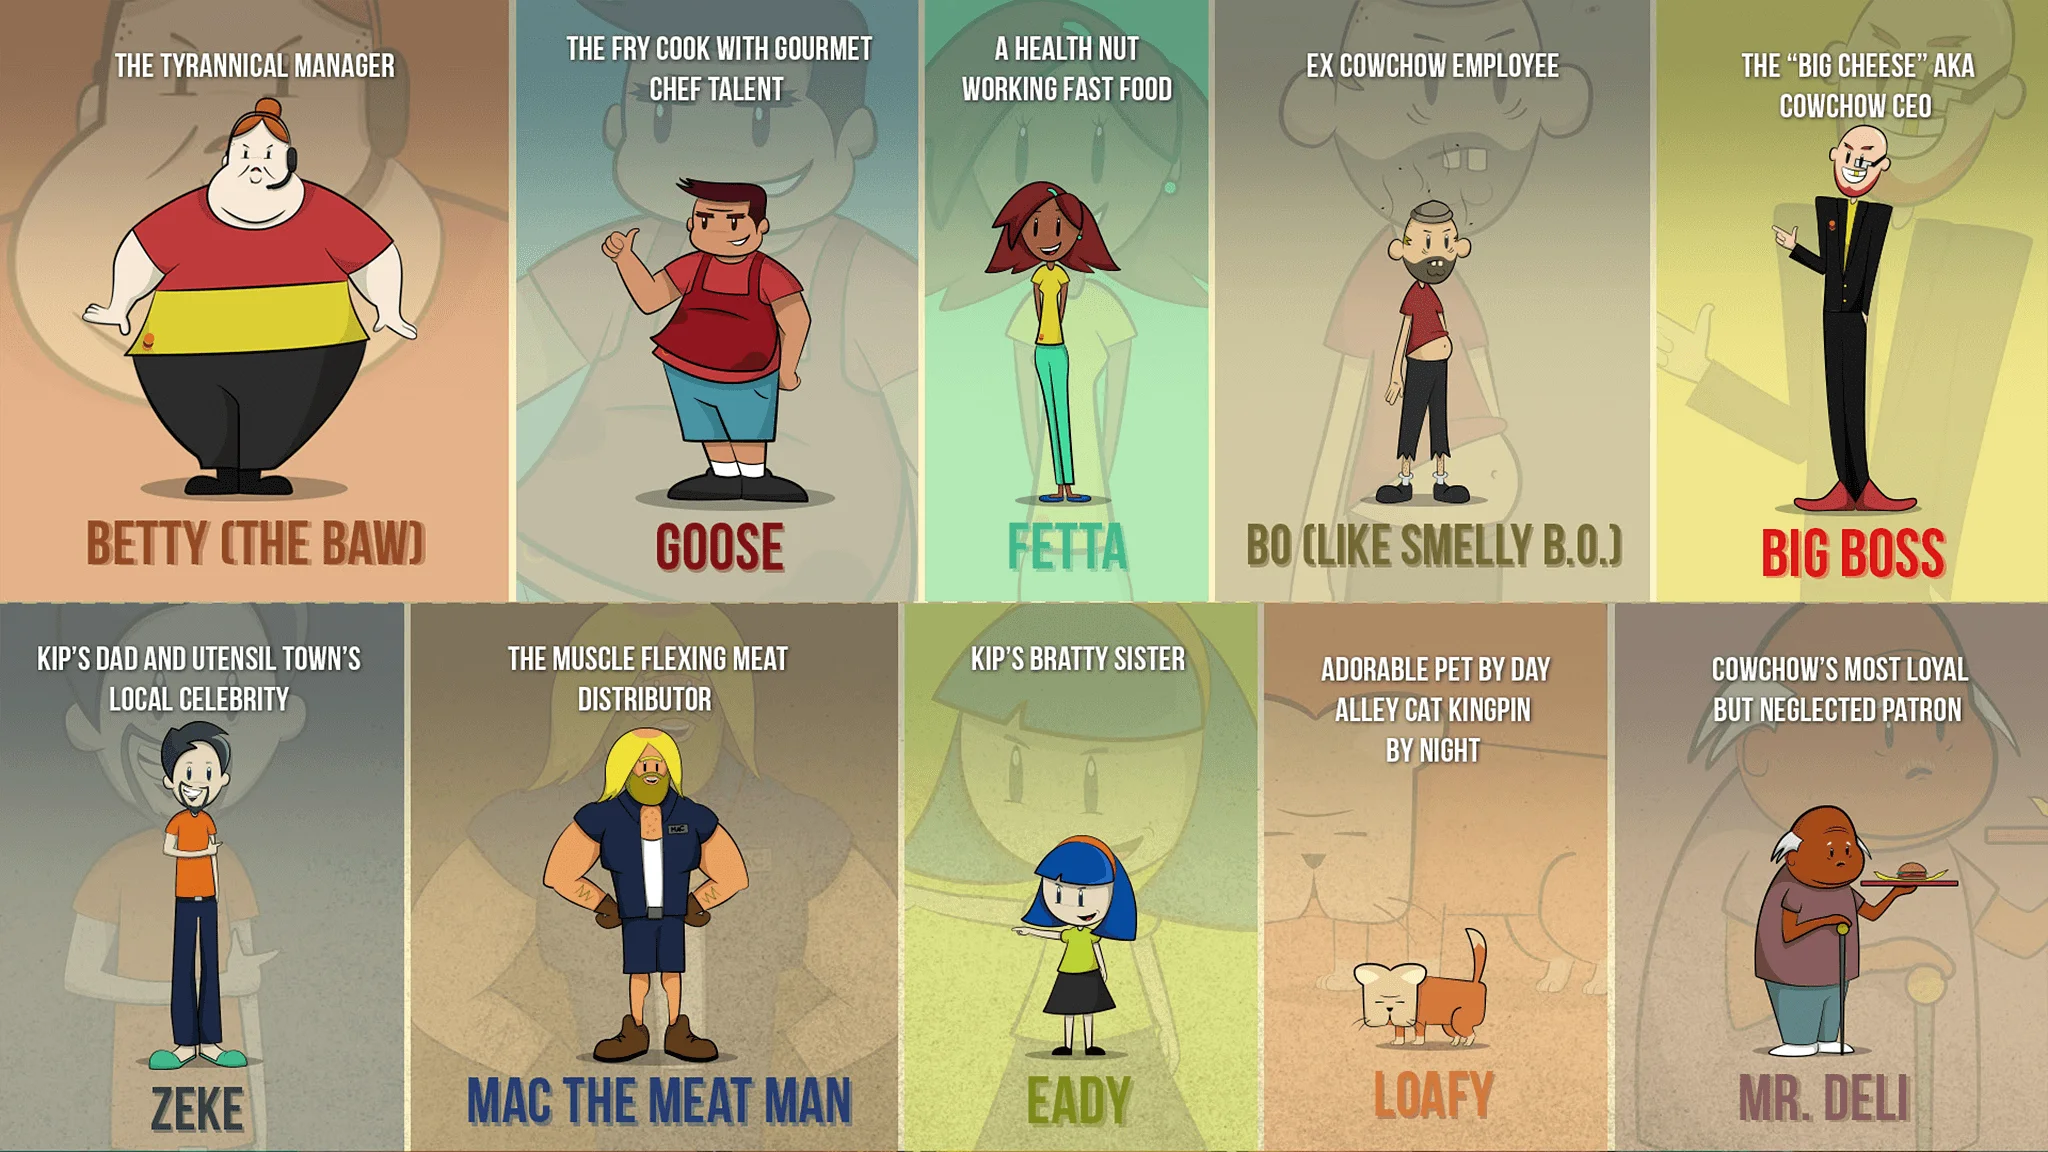 THE TYRANNICAL MANAGER
BETTY (THE BAW)
THE FRY COOK WITH GOURMET
CHEF TALENT
GOOSE
A HEALTH NUT
WORKING FAST FOOD
FETTA
EX COWCHOW EMPLOYEE
BO (LIKE SMELLY B.O.)
THE “BIG CHEESE” AKA
COWCHOW CEO
BIG BOSS
KIP’S DAD AND UTENSIL TOWN’S
LOCAL CELEBRITY
ZEKE
THE MUSCLE FLEXING MEAT
DISTRIBUTOR
MAC
MAC THE MEAT MAN
KIP’S BRATTY SISTER
EADY
ADORABLE PET BY DAY
ALLEY CAT KINGPIN
BY NIGHT
LOAFY
COWCHOW’S MOST LOYAL
BUT NEGLECTED PATRON
MR. DELI